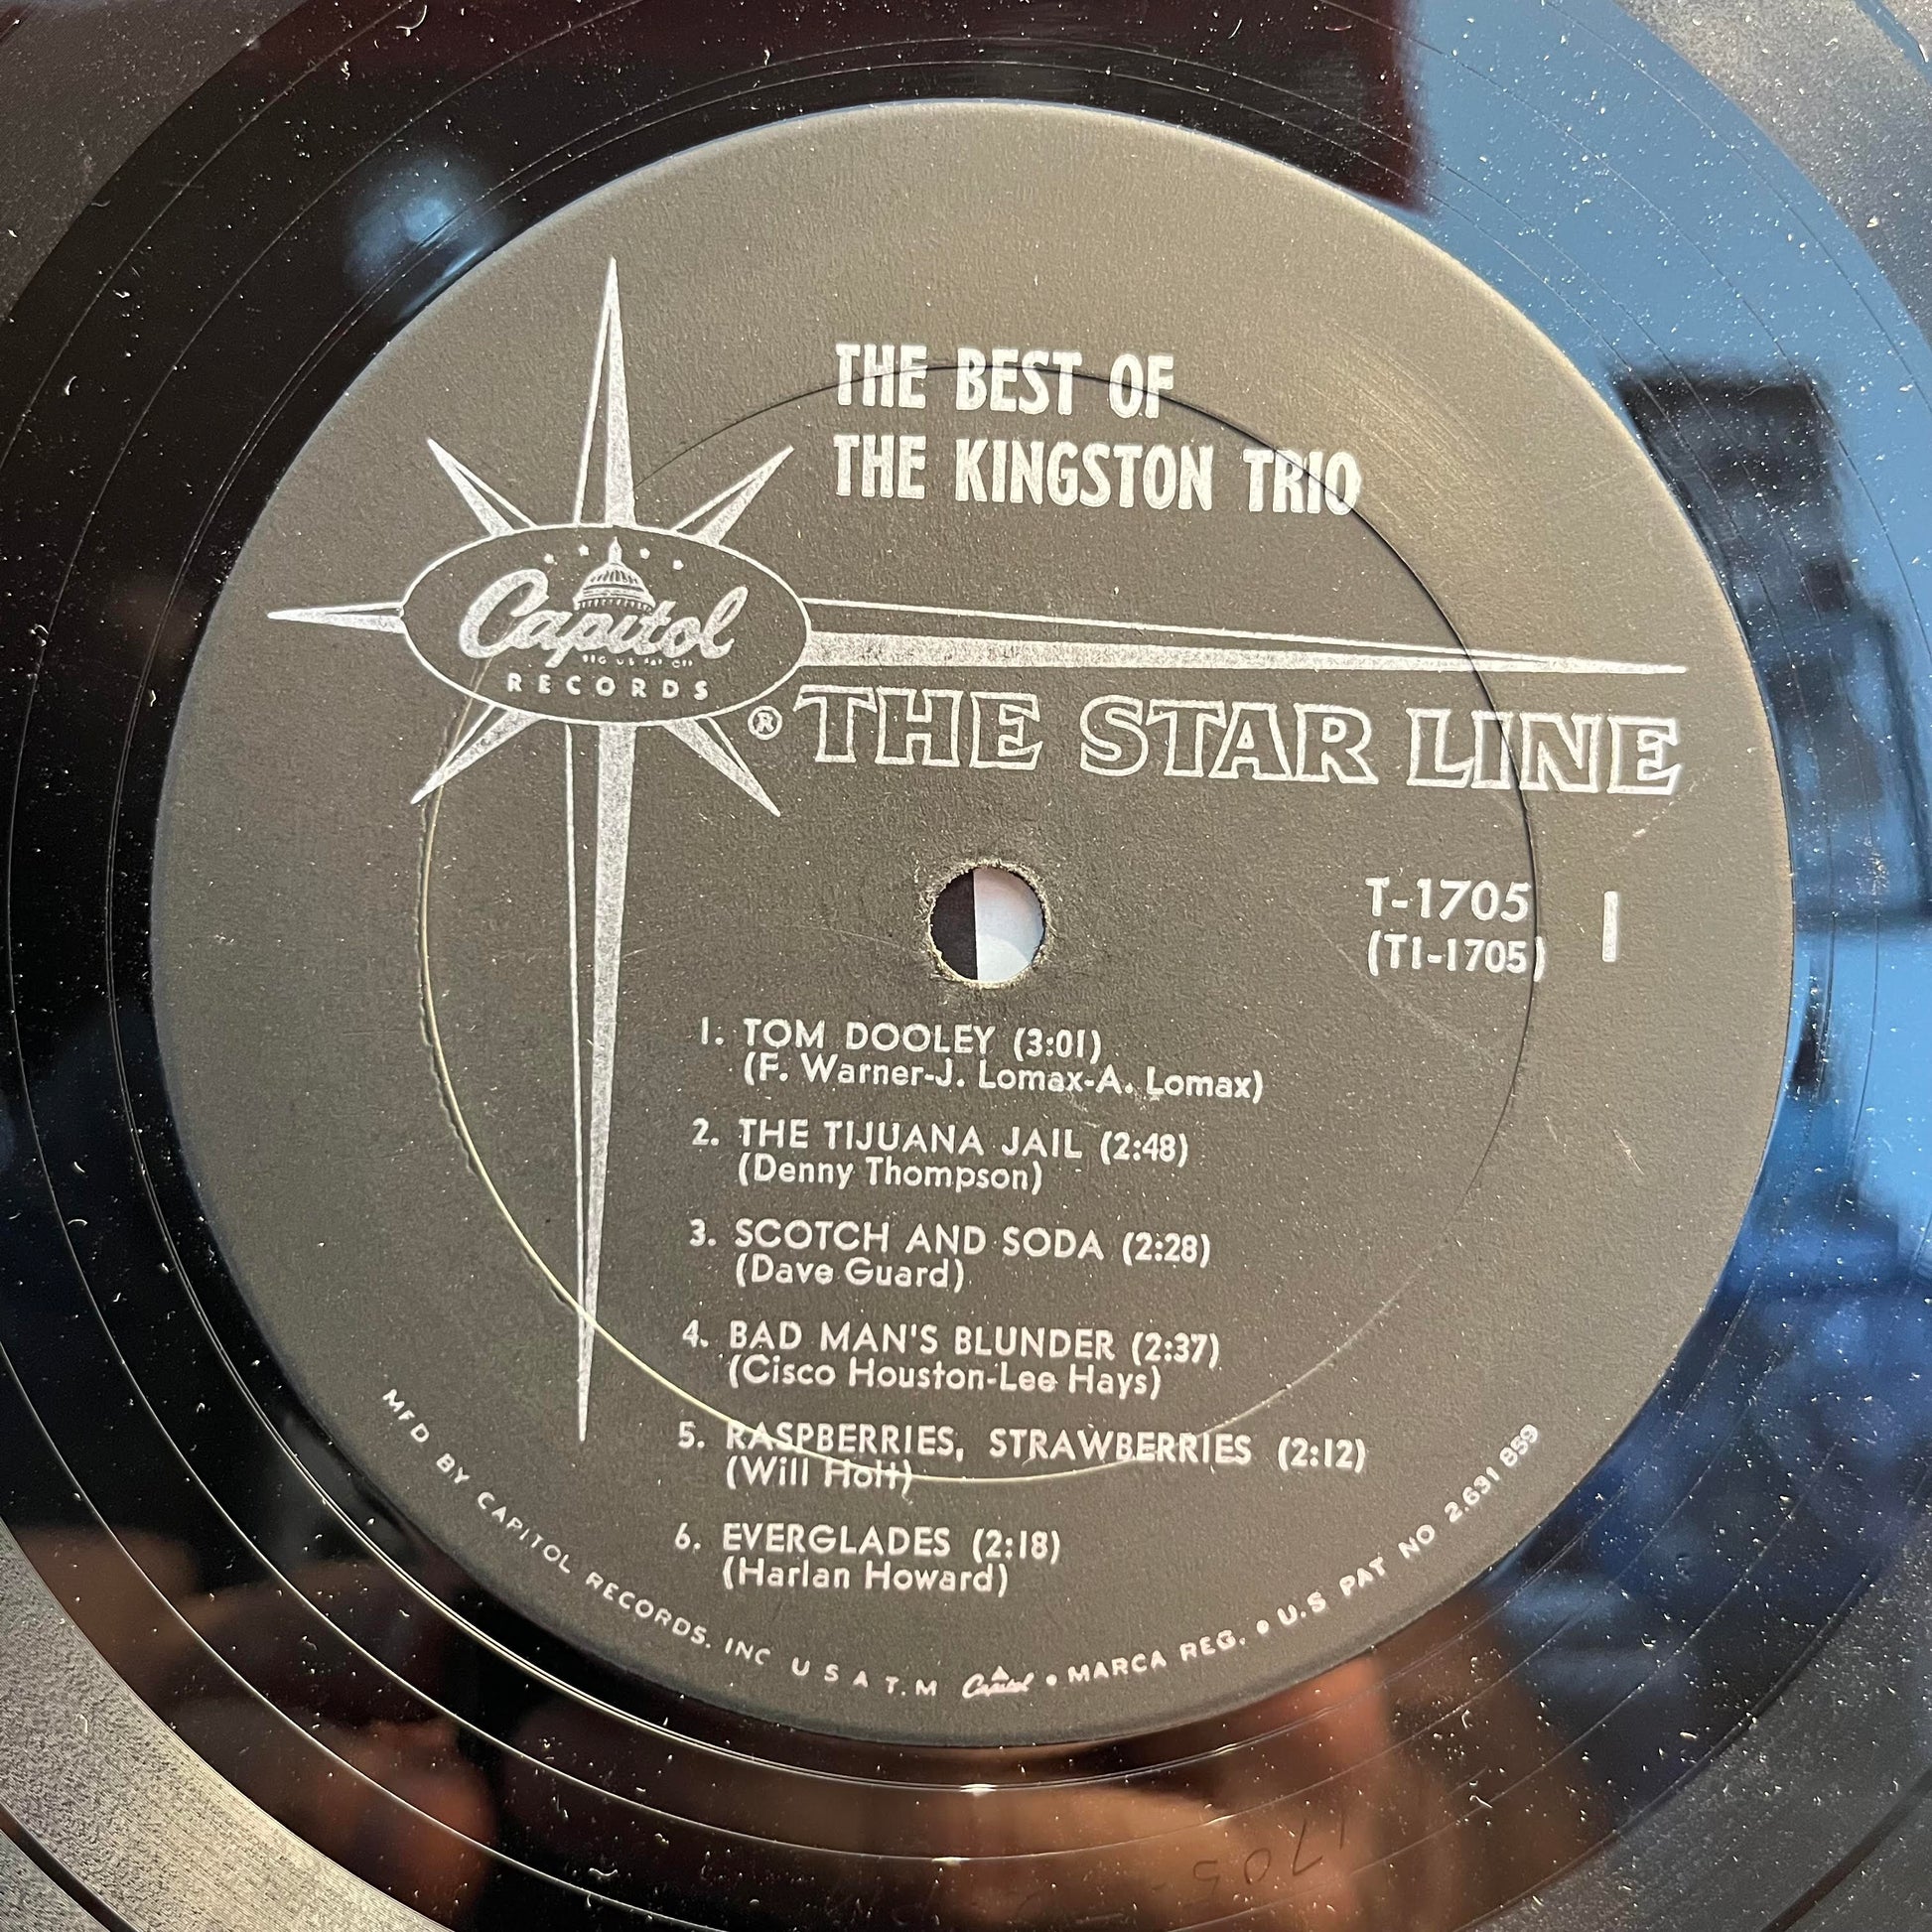 THE BEST OF
THE KINGSTON TRIO
Capitol
RECORDS
® THE STAR LINE
T-1705
(T1-1705)
1
1. TOM DOOLEY (3:01)
(F. Warner-J. Lomax-A. Lomax)
2. THE TIJUANA JAIL (2:48)
(Denny Thompson)
3. SCOTCH AND SODA (2:28)
(Dave Guard)
4. BAD MAN'S BLUNDER (2:37)
(Cisco Houston-Lee Hays)
5. RASPBERRIES, STRAWBERRIES (2:12)
(Will Holt)
6. EVERGLADES (2:18)
(Harlan Howard)
MFD BY CAPITOL RECORDS. INC U S A T.M Capitol • MARCA REG. • U.S PAT NO 2.631 859
1705